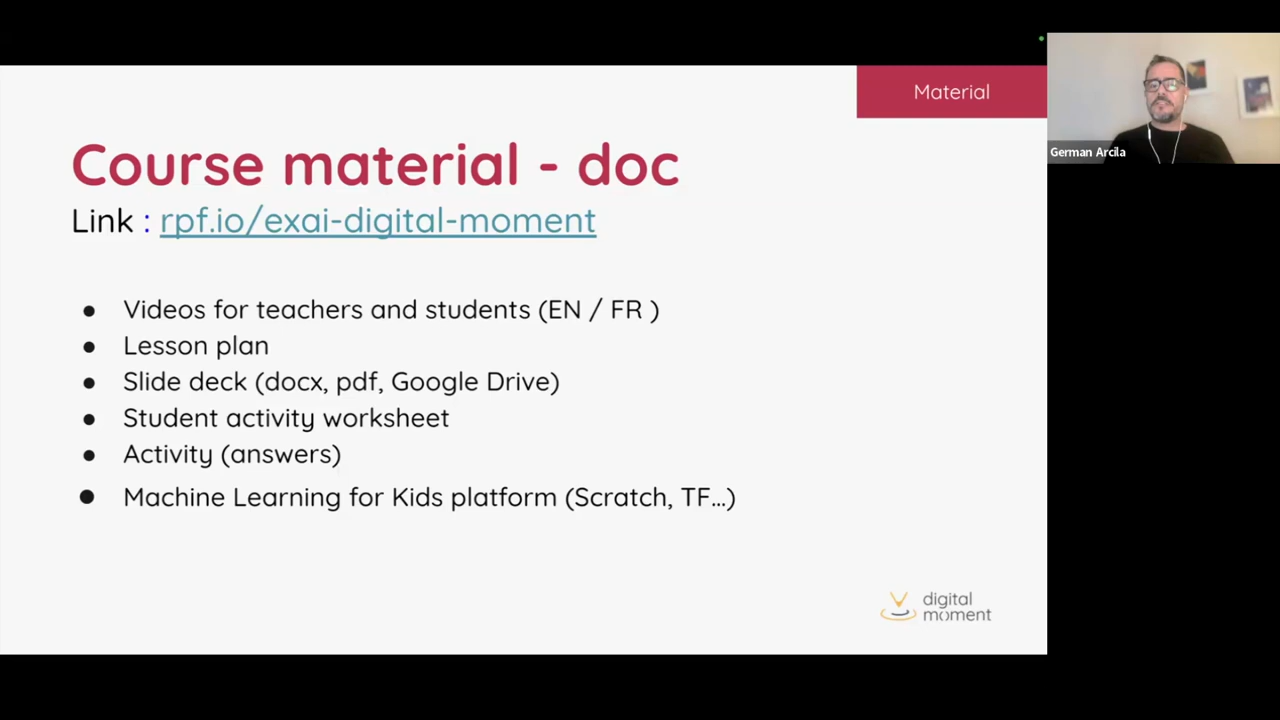 Material
Course material - doc
Link : rpf.io/exai-digital-moment
● Videos for teachers and students (EN / FR )
● Lesson plan
● Slide deck (docx, pdf, Google Drive)
● Student activity worksheet
● Activity (answers)
● Machine Learning for Kids platform (Scratch, TF...)
digital
moment
German Arcila